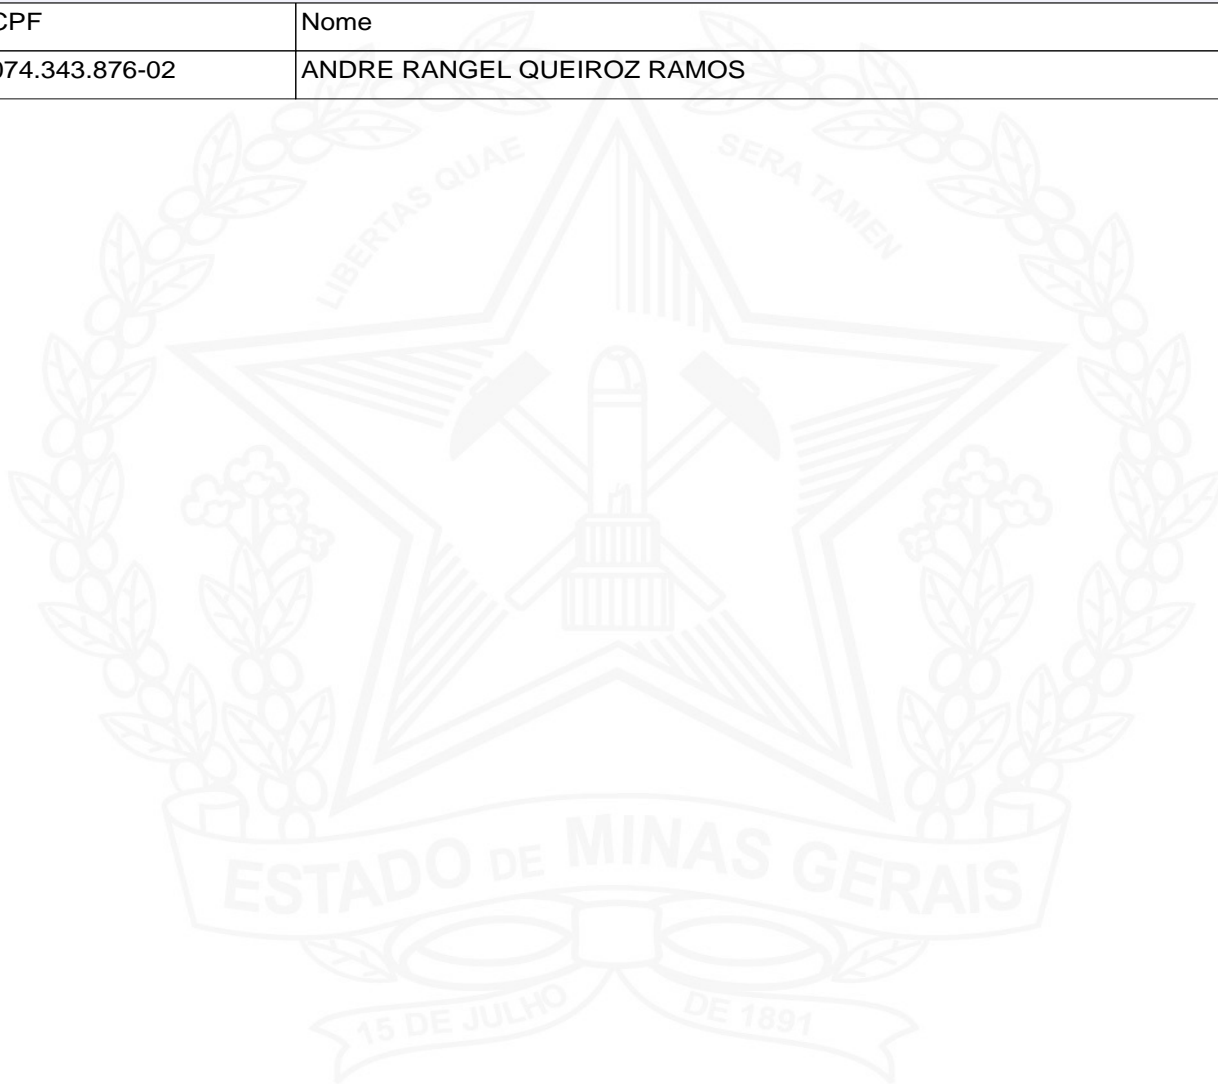 CPF Nome
074.343.876-02 ANDRE RANGEL QUEIROZ RAMOS
LIBERTAS QUAE SERA TAMEN
ESTADO DE MINAS GERAIS
15 DE JULHO DE 1891